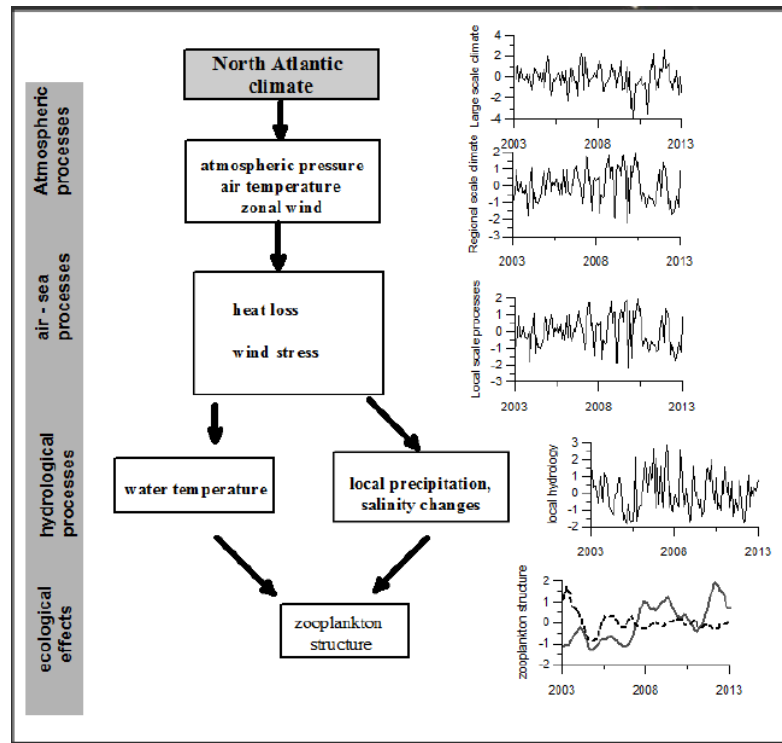 North Atlantic
climate
Atmospheric
processes
atmospheric pressure
air temperature
zonal wind
air - sea
processes
heat loss
wind stress
hydrological
processes
water temperature
local precipitation,
salinity changes
ecological
effects
zooplankton
structure
Large scale climate
4
2
0
-2
-4
2003
2008
2013
Regional scale climate
2
1
0
-1
-2
-3
2003
2008
2013
Local scale processes
2
1
0
-1
-2
-3
2003
2008
2013
local hydrology
3
2
1
0
-1
-2
2003
2008
2013
zooplankton structure
2
1
0
-1
-2
2003
2008
2013